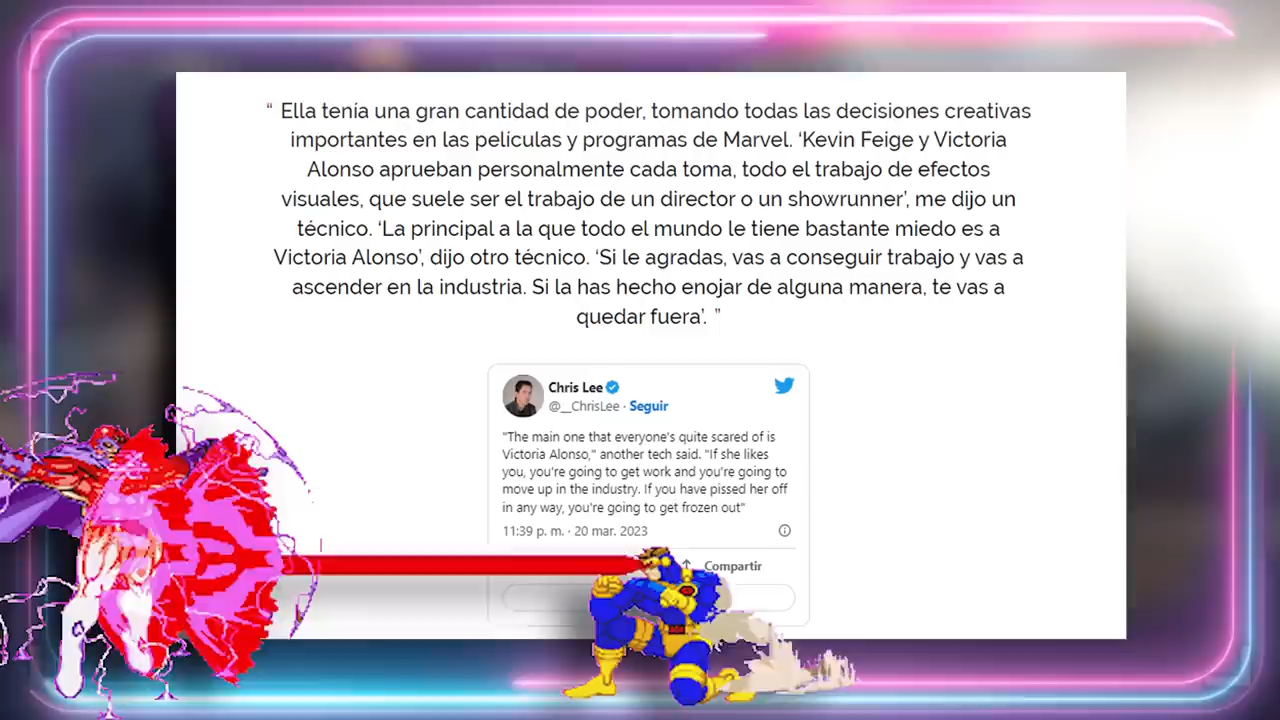 “ Ella tenía una gran cantidad de poder, tomando todas las decisiones creativas
importantes en las películas y programas de Marvel. ‘Kevin Feige y Victoria
Alonso aprueban personalmente cada toma, todo el trabajo de efectos
visuales, que suele ser el trabajo de un director o un showrunner’, me dijo un
técnico. ‘La principal a la que todo el mundo le tiene bastante miedo es a
Victoria Alonso’, dijo otro técnico. ‘Si le agradas, vas a conseguir trabajo y vas a
ascender en la industria. Si la has hecho enojar de alguna manera, te vas a
quedar fuera’. ”
Chris Lee
@__ChrisLee · Seguir
"The main one that everyone's quite scared of is
Victoria Alonso," another tech said. "If she likes
you, you're going to get work and you're going to
move up in the industry. If you have pissed her off
in any way, you're going to get frozen out"
11:39 p. m. · 20 mar. 2023
Compartir